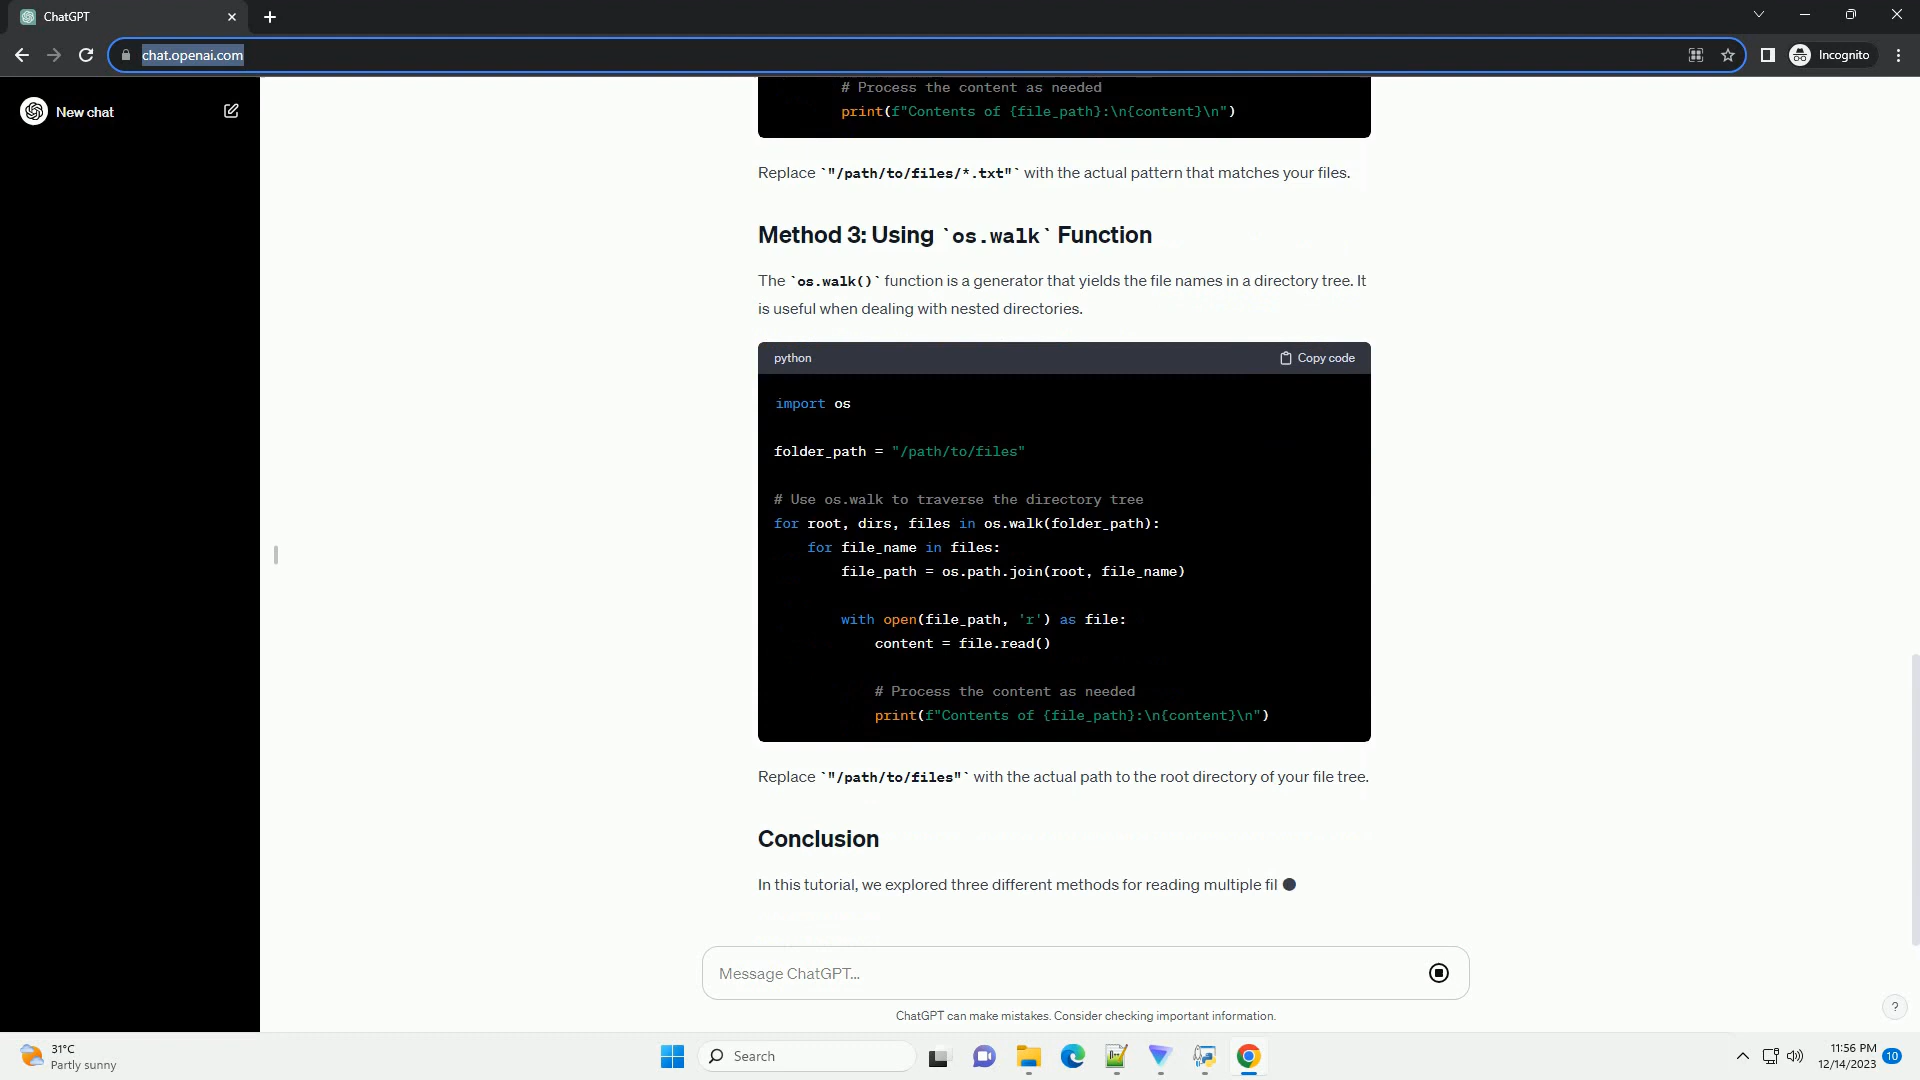 ChatGPT
chat.openai.com
Incognito
New chat
# Process the content as needed
print(f"Contents of {file_path}:\n{content}\n")
Replace `"/path/to/files/*.txt"` with the actual pattern that matches your files.
Method 3: Using `os.walk` Function
The `os.walk()` function is a generator that yields the file names in a directory tree. It
is useful when dealing with nested directories.
python
Copy code
import os
folder_path = "/path/to/files"
# Use os.walk to traverse the directory tree
for root, dirs, files in os.walk(folder_path):
for file_name in files:
file_path = os.path.join(root, file_name)
with open(file_path, 'r') as file:
content = file.read()
# Process the content as needed
print(f"Contents of {file_path}:\n{content}\n")
Replace `"/path/to/files"` with the actual path to the root directory of your file tree.
Conclusion
In this tutorial, we explored three different methods for reading multiple fil
Message ChatGPT...
ChatGPT can make mistakes. Consider checking important information.
?
31°C
Partly sunny
Search
11:56 PM
12/14/2023
10